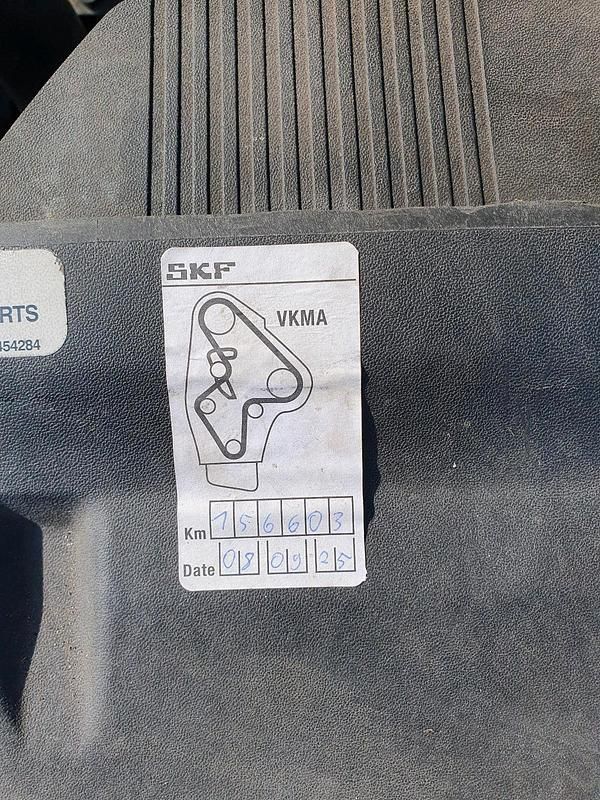 SKF
VKMA
RTS
454284
Km 156603
Date 08 09 25